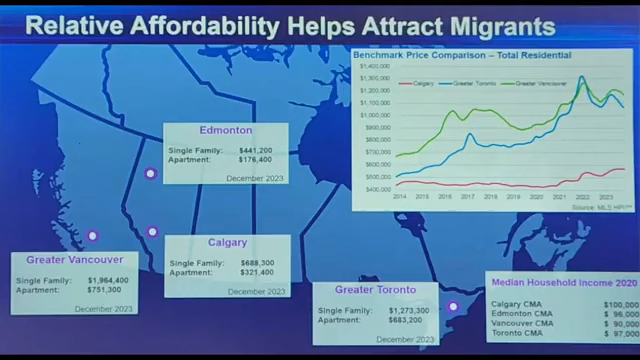 Relative Affordability Helps Attract Migrants
Benchmark Price Comparison – Total Residential
$1,400,000
$1,300,000
$1,200,000
$1,100,000
$1,000,000
$900,000
$800,000
$700,000
$600,000
$500,000
$400,000
Calgary Greater Toronto Greater Vancouver
2014 2015 2016 2017 2018 2019 2020 2021 2022 2023
Source: MLS HPI
Edmonton
Single Family: $441,200
Apartment: $176,400
December 2023
Calgary
Single Family: $688,300
Apartment: $321,400
December 2023
Greater Vancouver
Single Family: $1,964,400
Apartment: $751,300
December 2023
Greater Toronto
Single Family: $1,273,300
Apartment: $683,200
December 2023
Median Household Income 2020
Calgary CMA $100,000
Edmonton CMA $ 96,000
Vancouver CMA $ 90,000
Toronto CMA $ 97,000